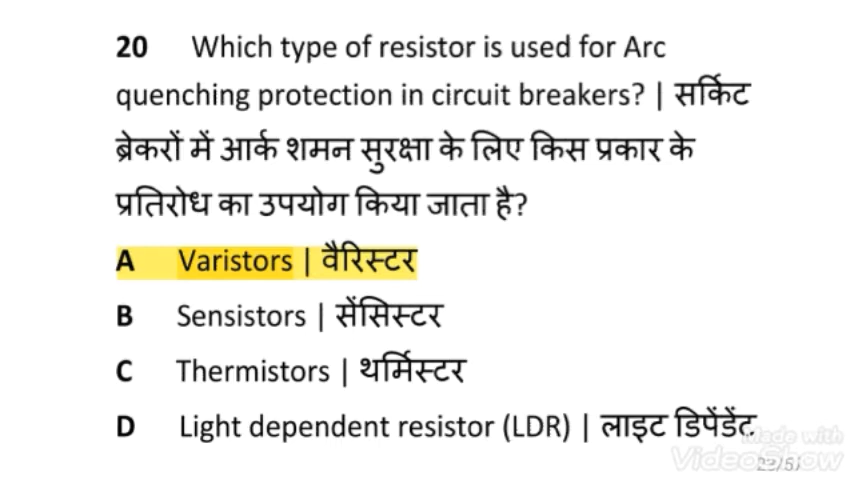 20 Which type of resistor is used for Arc
quenching protection in circuit breakers? | सर्किट
ब्रेकरों में आर्क शमन सुरक्षा के लिए किस प्रकार के
प्रतिरोध का उपयोग किया जाता है?
A Varistors | वैरिस्टर
B Sensistors | सेंसिस्टर
C Thermistors | थर्मिस्टर
D Light dependent resistor (LDR) | लाइट डिपेंडेंट
Made with
VideoShow